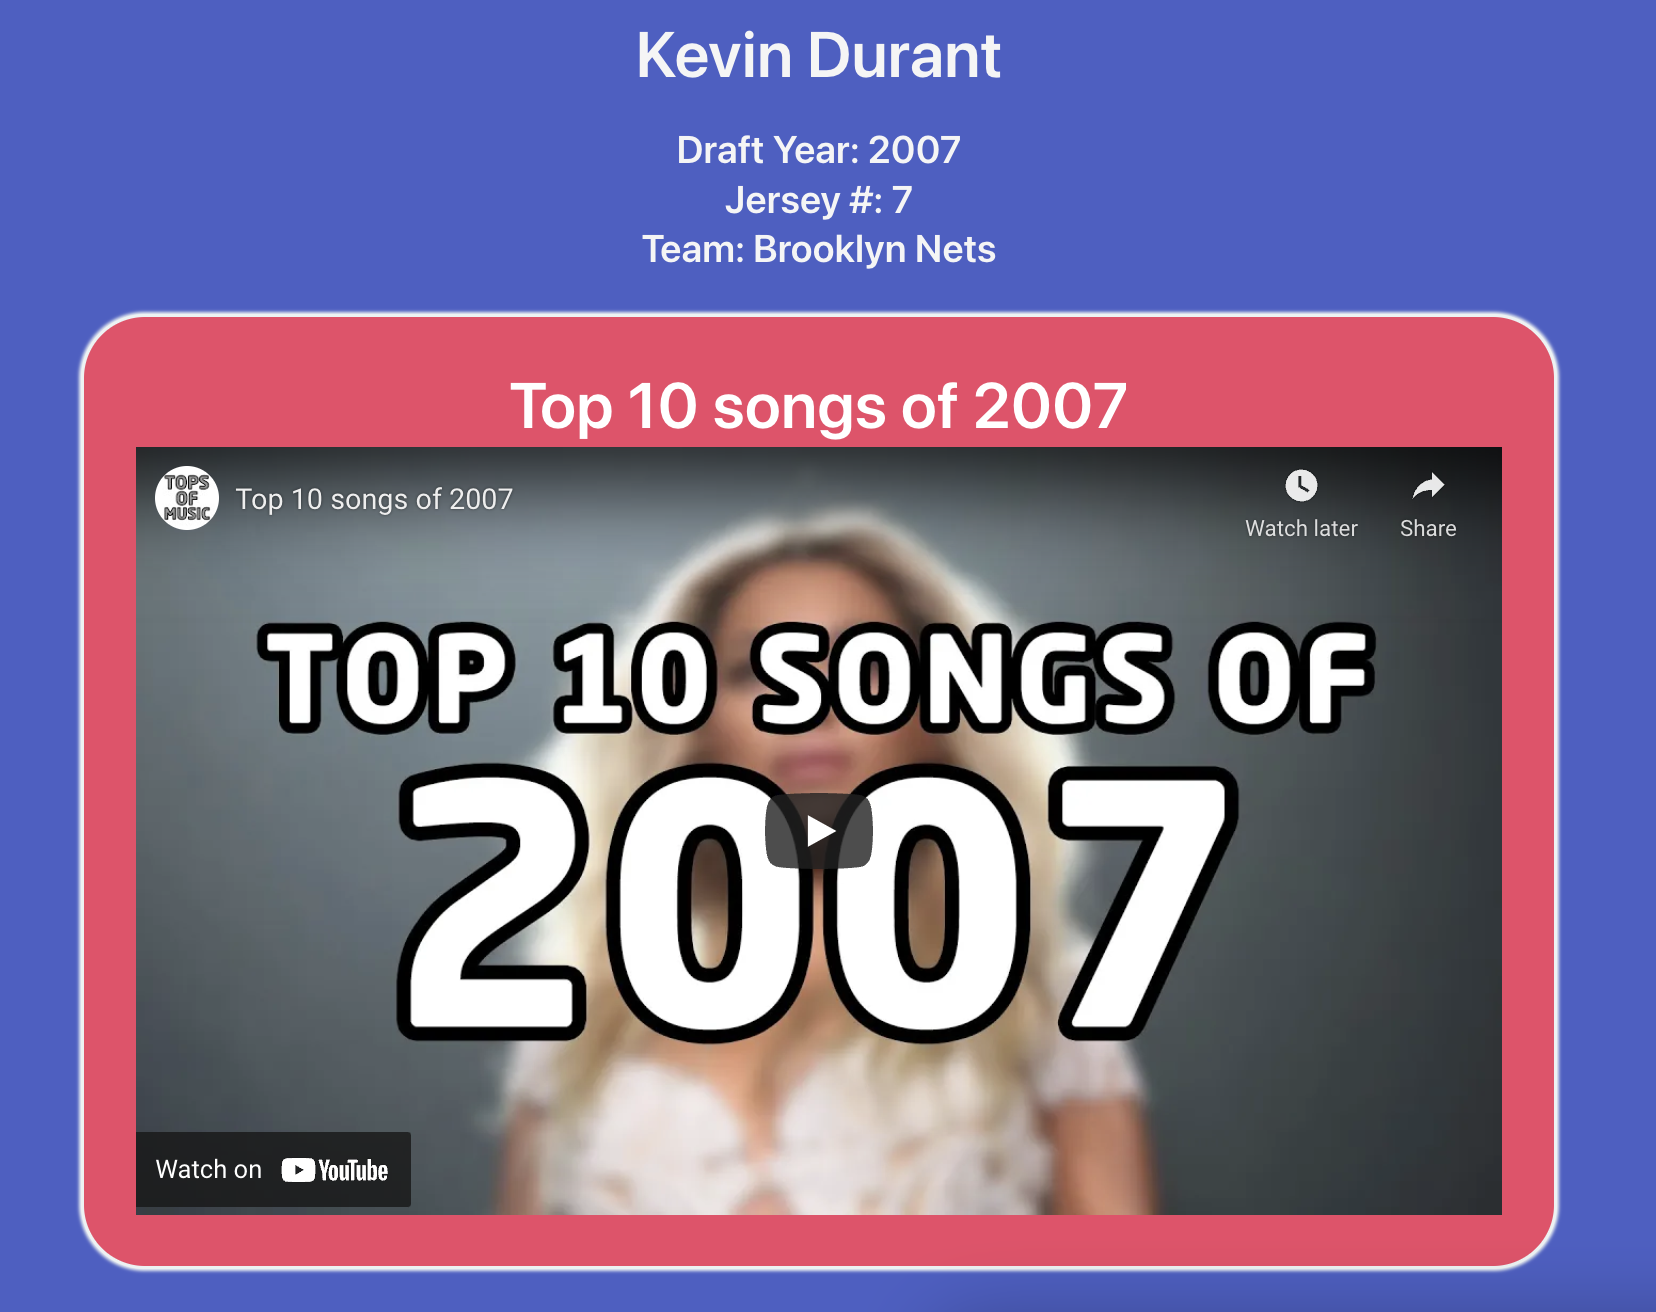 Kevin Durant
Draft Year: 2007
Jersey #: 7
Team: Brooklyn Nets
Top 10 songs of 2007
TOPS
OF
MUSIC
Top 10 songs of 2007
Watch later
Share
TOP 10 SONGS OF
2007
Watch on YouTube